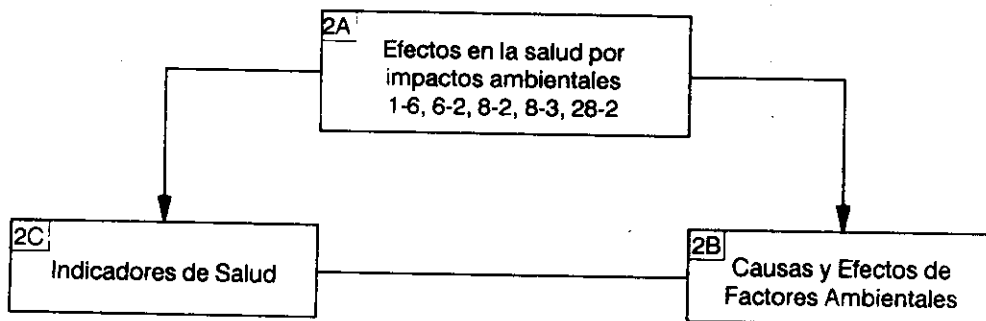 2A
Efectos en la salud por
impactos ambientales
1-6, 6-2, 8-2, 8-3, 28-2
2C
Indicadores de Salud
2B
Causas y Efectos de
Factores Ambientales